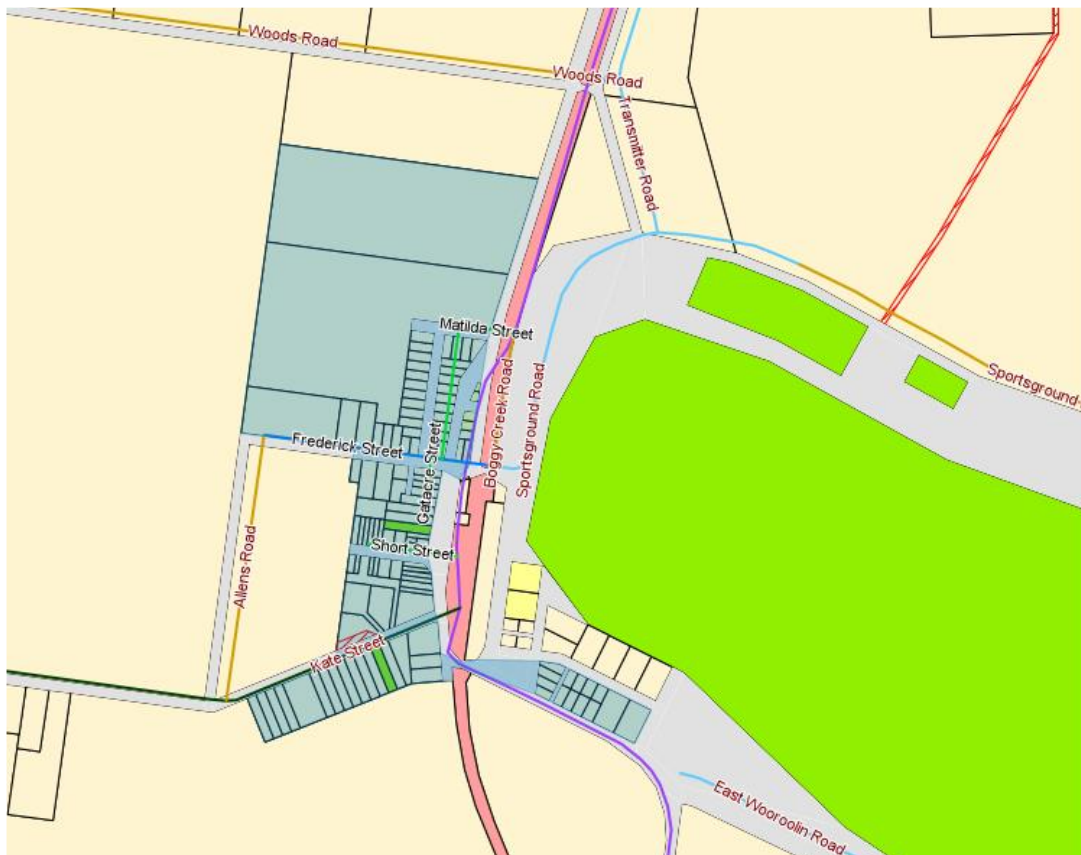 Woods Road
Woods Road
Transmitter Road
Matilda Street
Boggy Creek Road
Sportsground Road
Sportsground
Frederick Street
Gatacre Street
Short Street
Allens Road
Kate Street
East Wooroolin Road